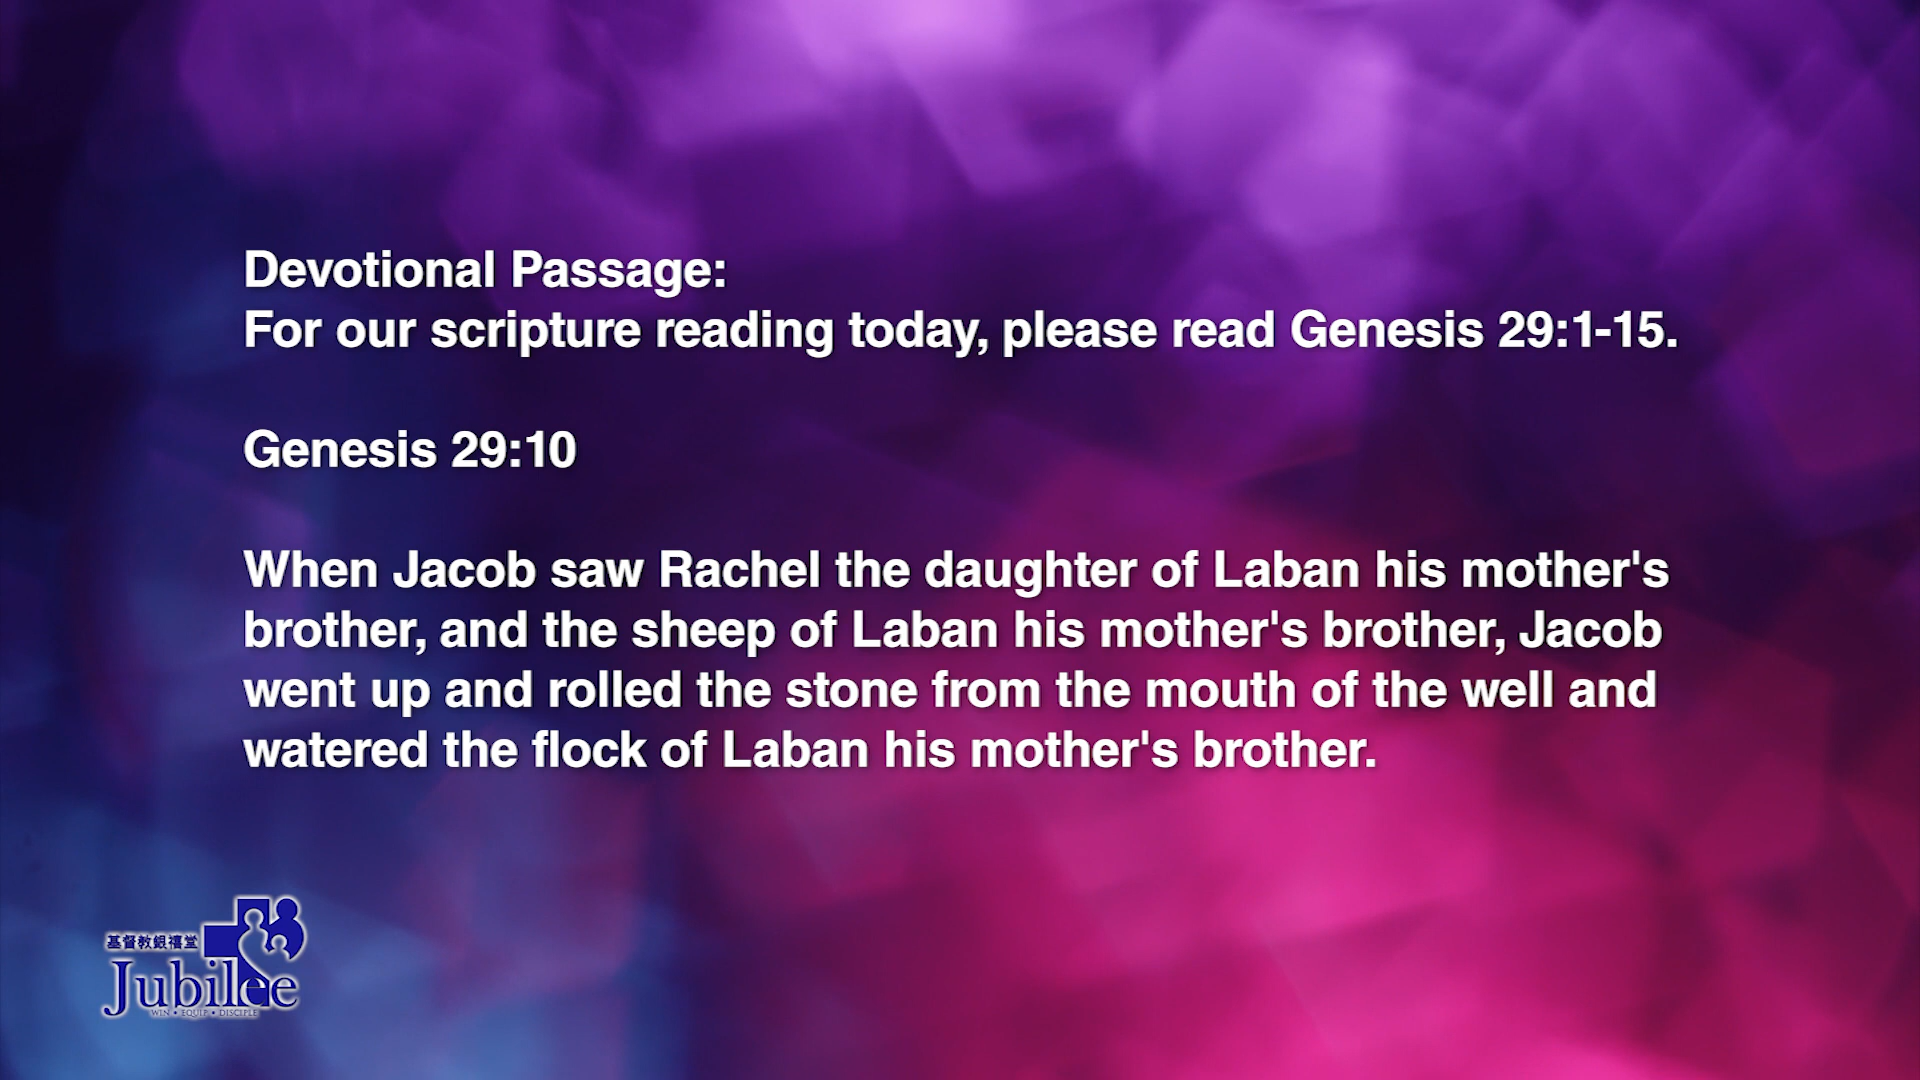 Devotional Passage:
For our scripture reading today, please read Genesis 29:1-15.
Genesis 29:10
When Jacob saw Rachel the daughter of Laban his mother's
brother, and the sheep of Laban his mother's brother, Jacob
went up and rolled the stone from the mouth of the well and
watered the flock of Laban his mother's brother.
基督教銀禧堂
Jubilee
WIN • EQUIP • DISCIPLE